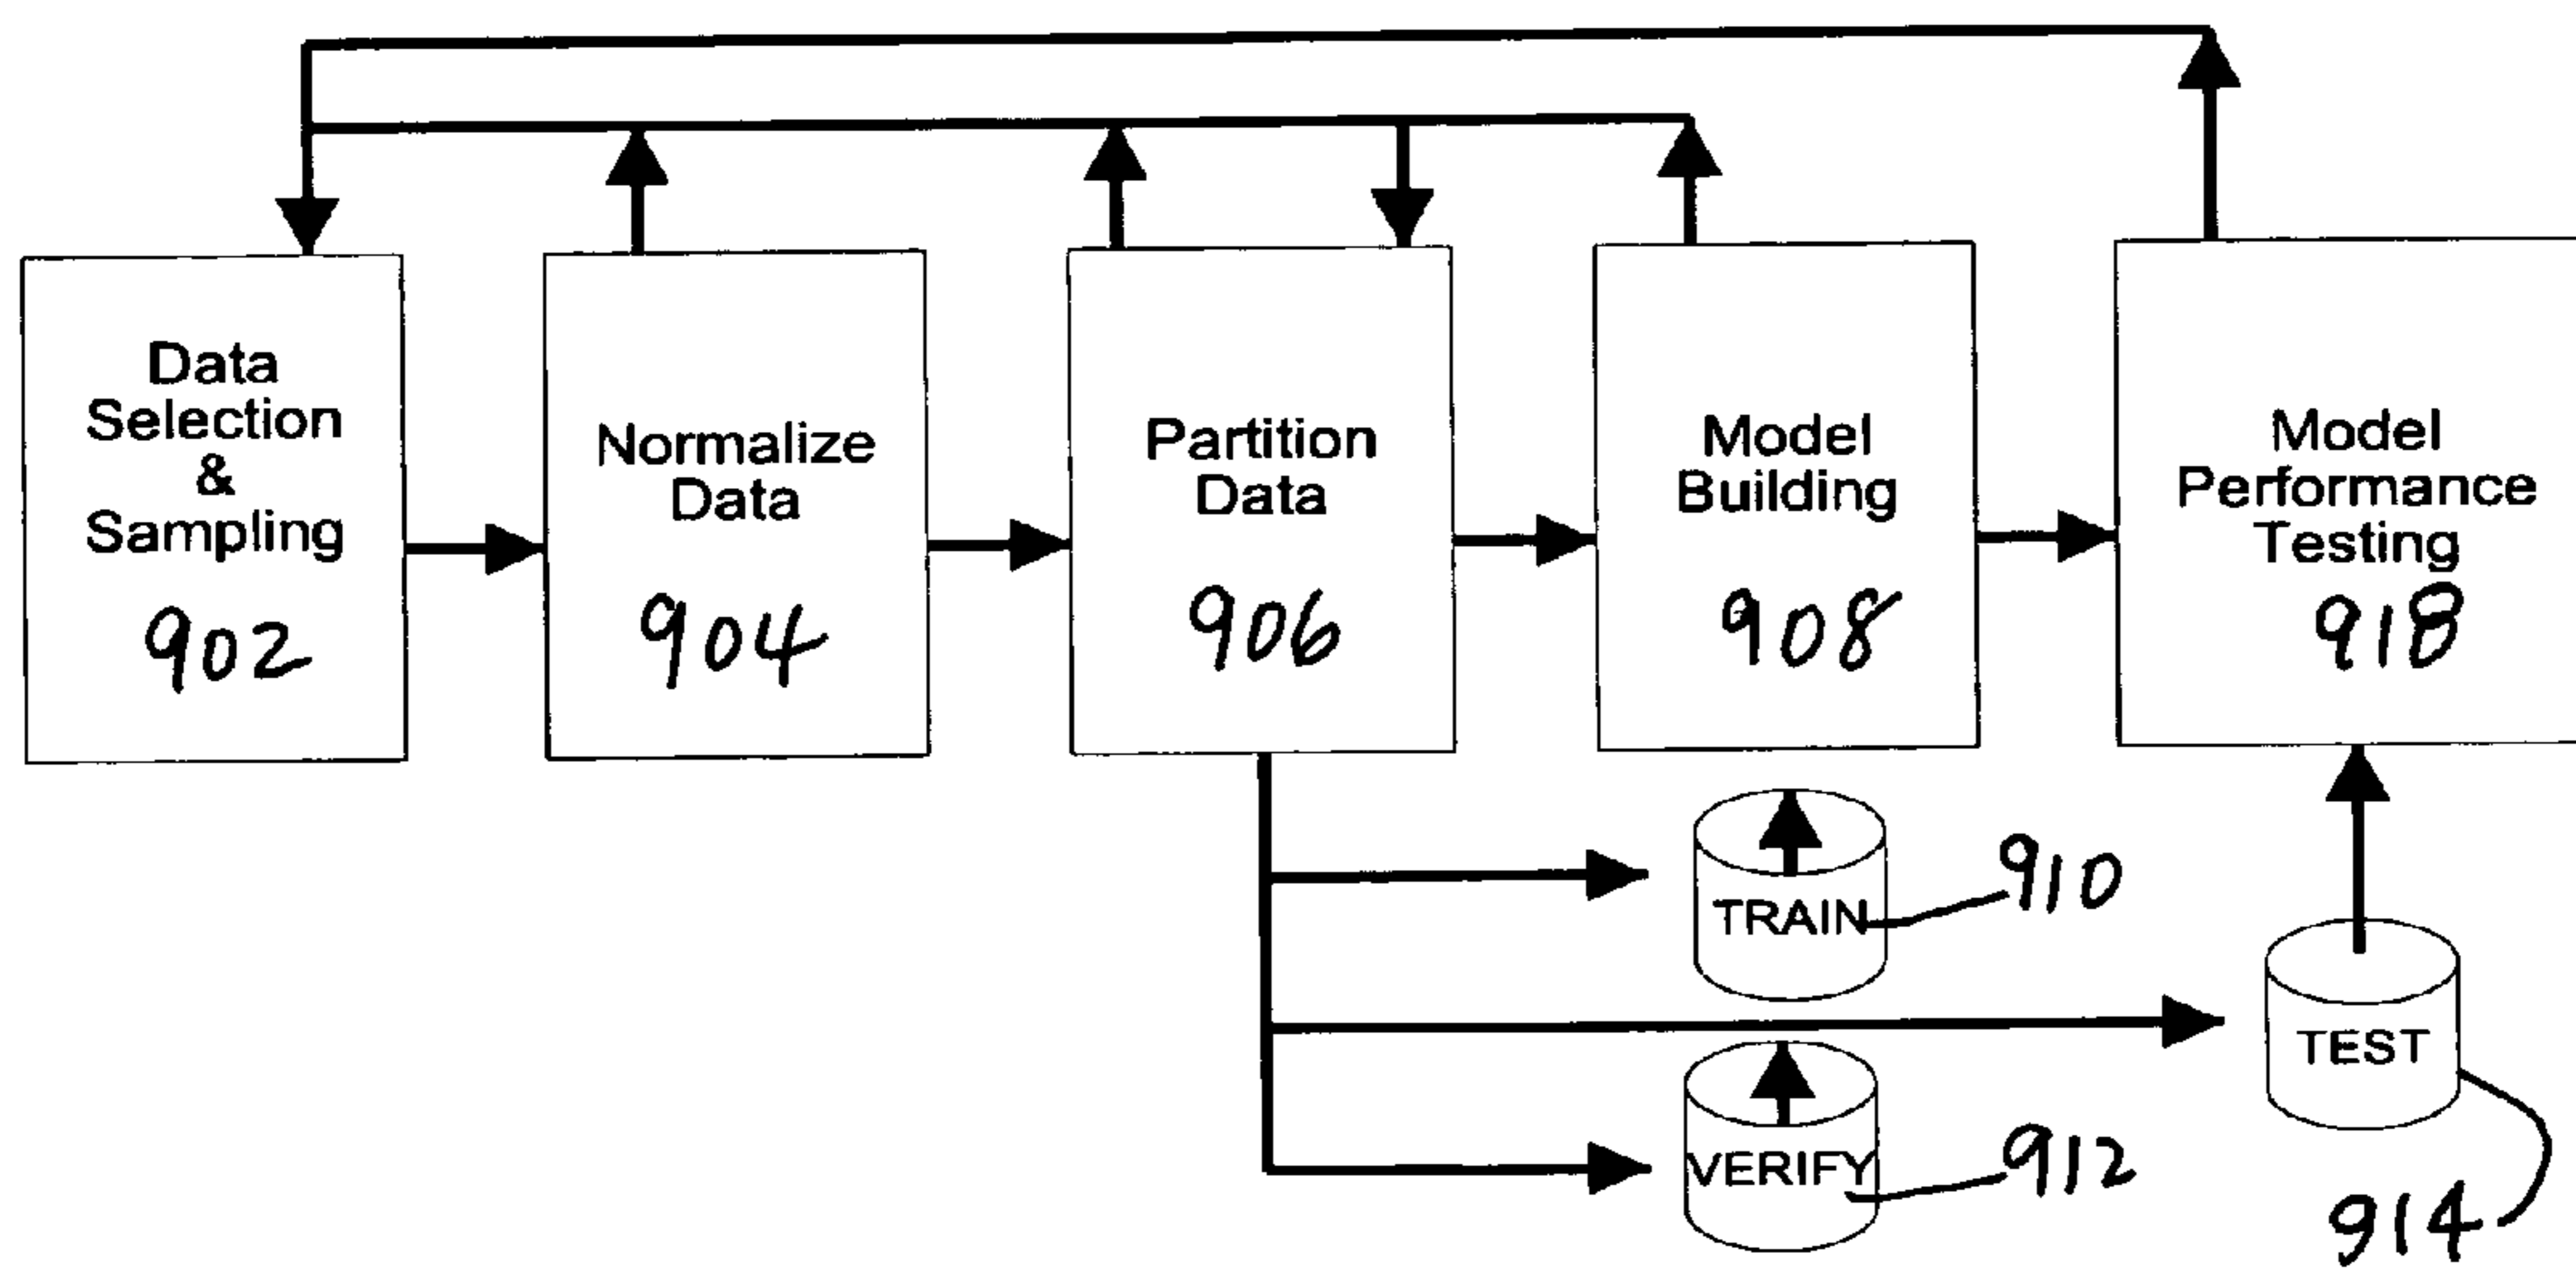 Data
Selection
&
Sampling
902
Normalize
Data
904
Partition
Data
906
Model
Building
908
Model
Performance
Testing
918
TRAIN
910
TEST
914
VERIFY
912